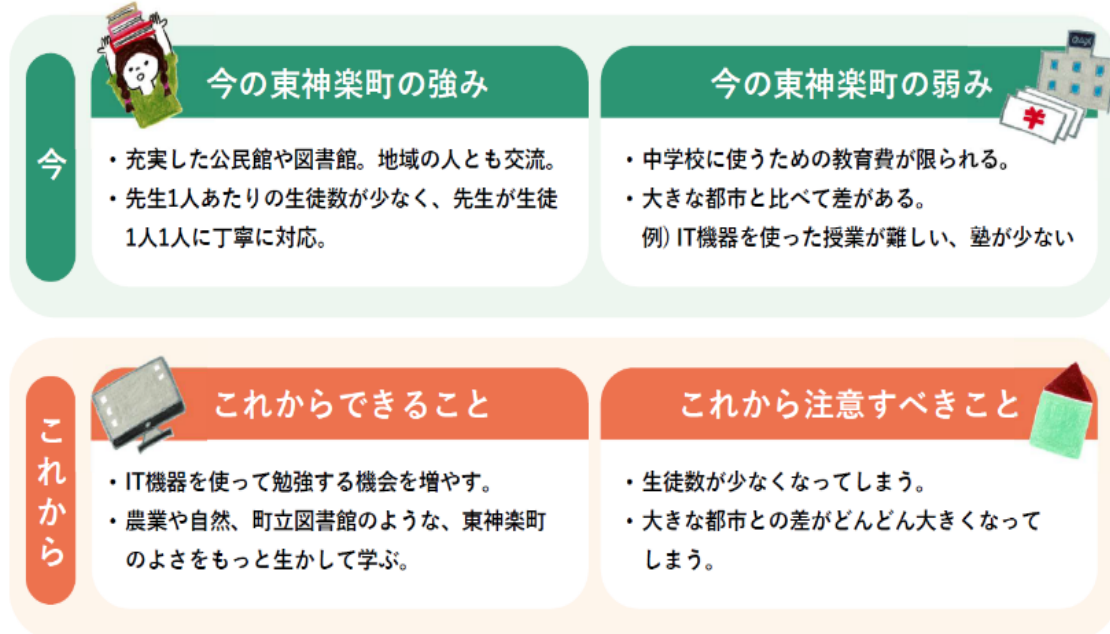 今
今の東神楽町の強み
・充実した公民館や図書館。地域の人とも交流。
・先生1人あたりの生徒数が少なく、先生が生徒
1人1人に丁寧に対応。
今の東神楽町の弱み
¥
・中学校に使うための教育費が限られる。
・大きな都市と比べて差がある。
例) IT機器を使った授業が難しい、塾が少ない
これから
これからできること
・IT機器を使って勉強する機会を増やす。
・農業や自然、町立図書館のような、東神楽町
のよさをもっと生かして学ぶ。
これから注意すべきこと
・生徒数が少なくなってしまう。
・大きな都市との差がどんどん大きくなって
しまう。